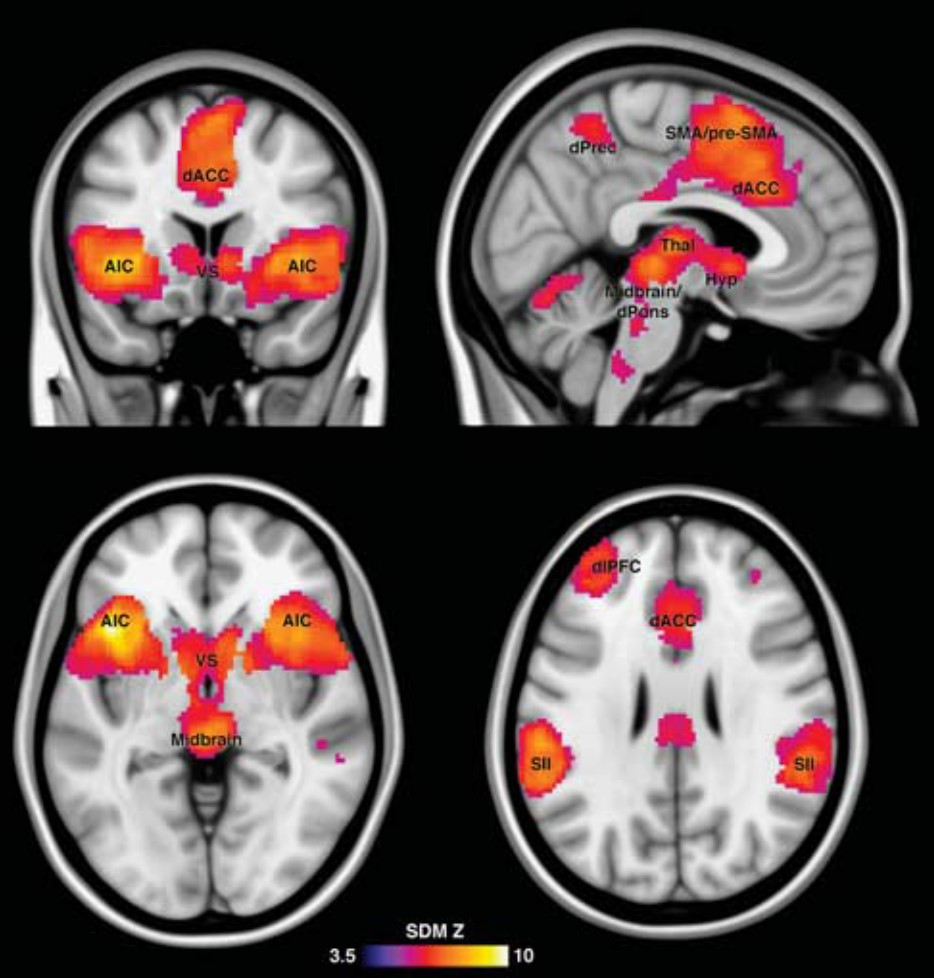 dACC
AIC
VS
AIC
dPrec
SMA/pre-SMA
dACC
Thal
Hyp
Midbrain/
dPons
AIC
AIC
VS
Midbrain
dlPFC
dACC
SII
SII
SDM Z
3.5
10